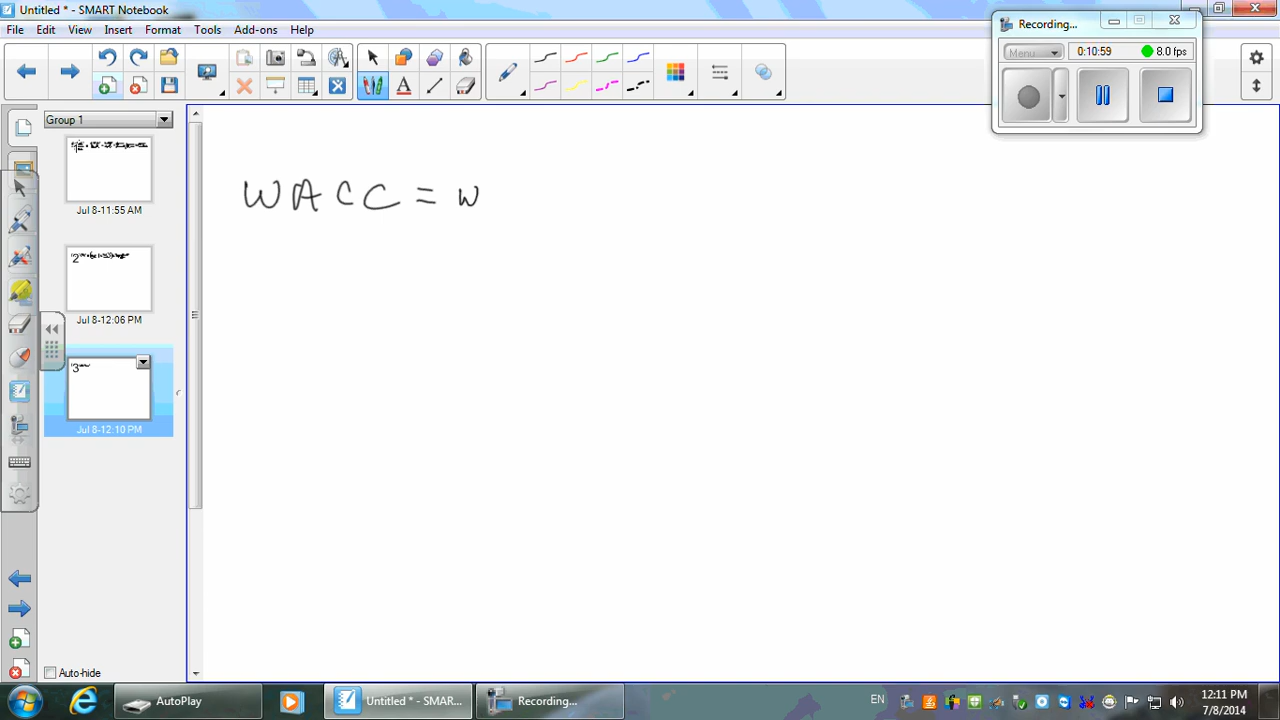 Untitled * - SMART Notebook
File Edit View Insert Format Tools Add-ons Help
Recording...
Menu... 0:10:59 8.0 fps
Group 1
Jul 8-11:55 AM
2
Jul 8-12:06 PM
3
Jul 8-12:10 PM
WACC = W
Auto-hide
AutoPlay
Untitled * - SMAR...
Recording...
EN
12:11 PM
7/8/2014